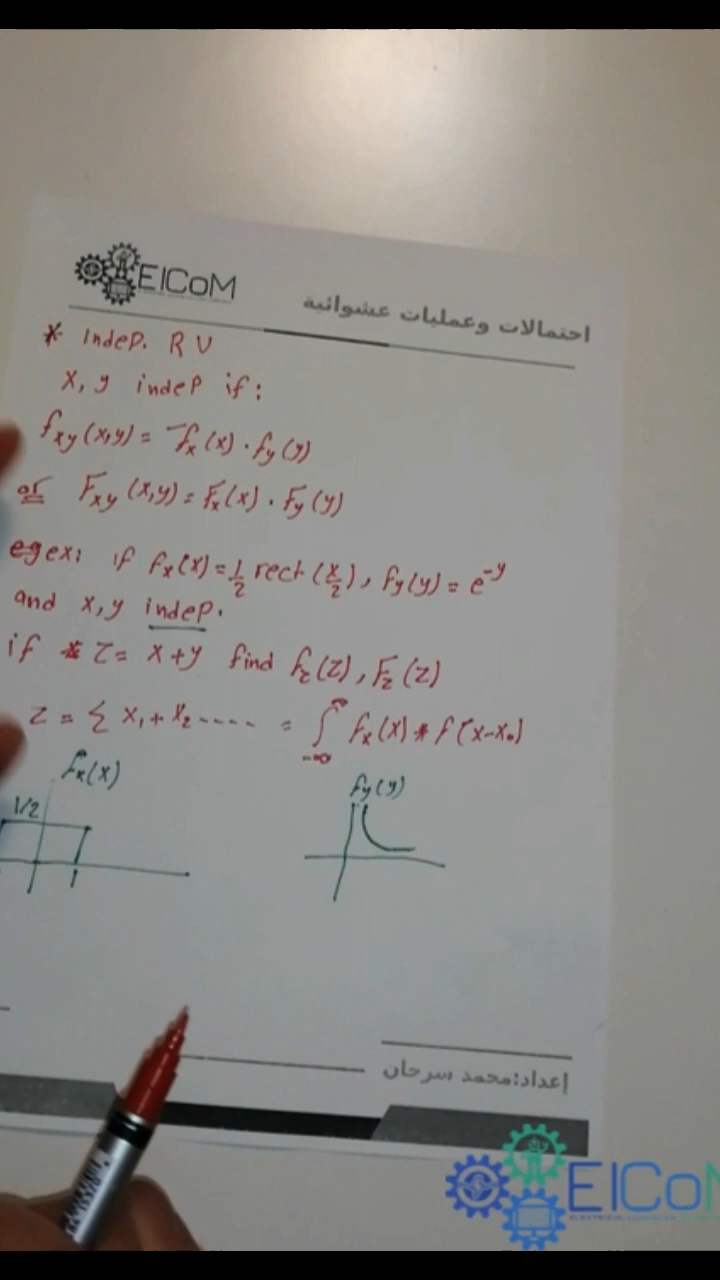 EICoM
احتمالات وعمليات عشوائية
* IndeP. R V
X, y indep if:
fxy(x,y) = fx(x) · fy(y)
or Fxy(x,y) = Fx(x) · Fy(y)
ex: if fx(x) = 1/2 rect(x/2), fy(y) = e^-y
and x,y indep.
if z = x+y find fz(z), Fz(z)
z = Σ x1 + x2 ---- = ∫_-∞^∞ fx(x) * f(x-x0)
fx(x)
fy(y)
1/2
1
إعداد:محمد سرحان
EICoM